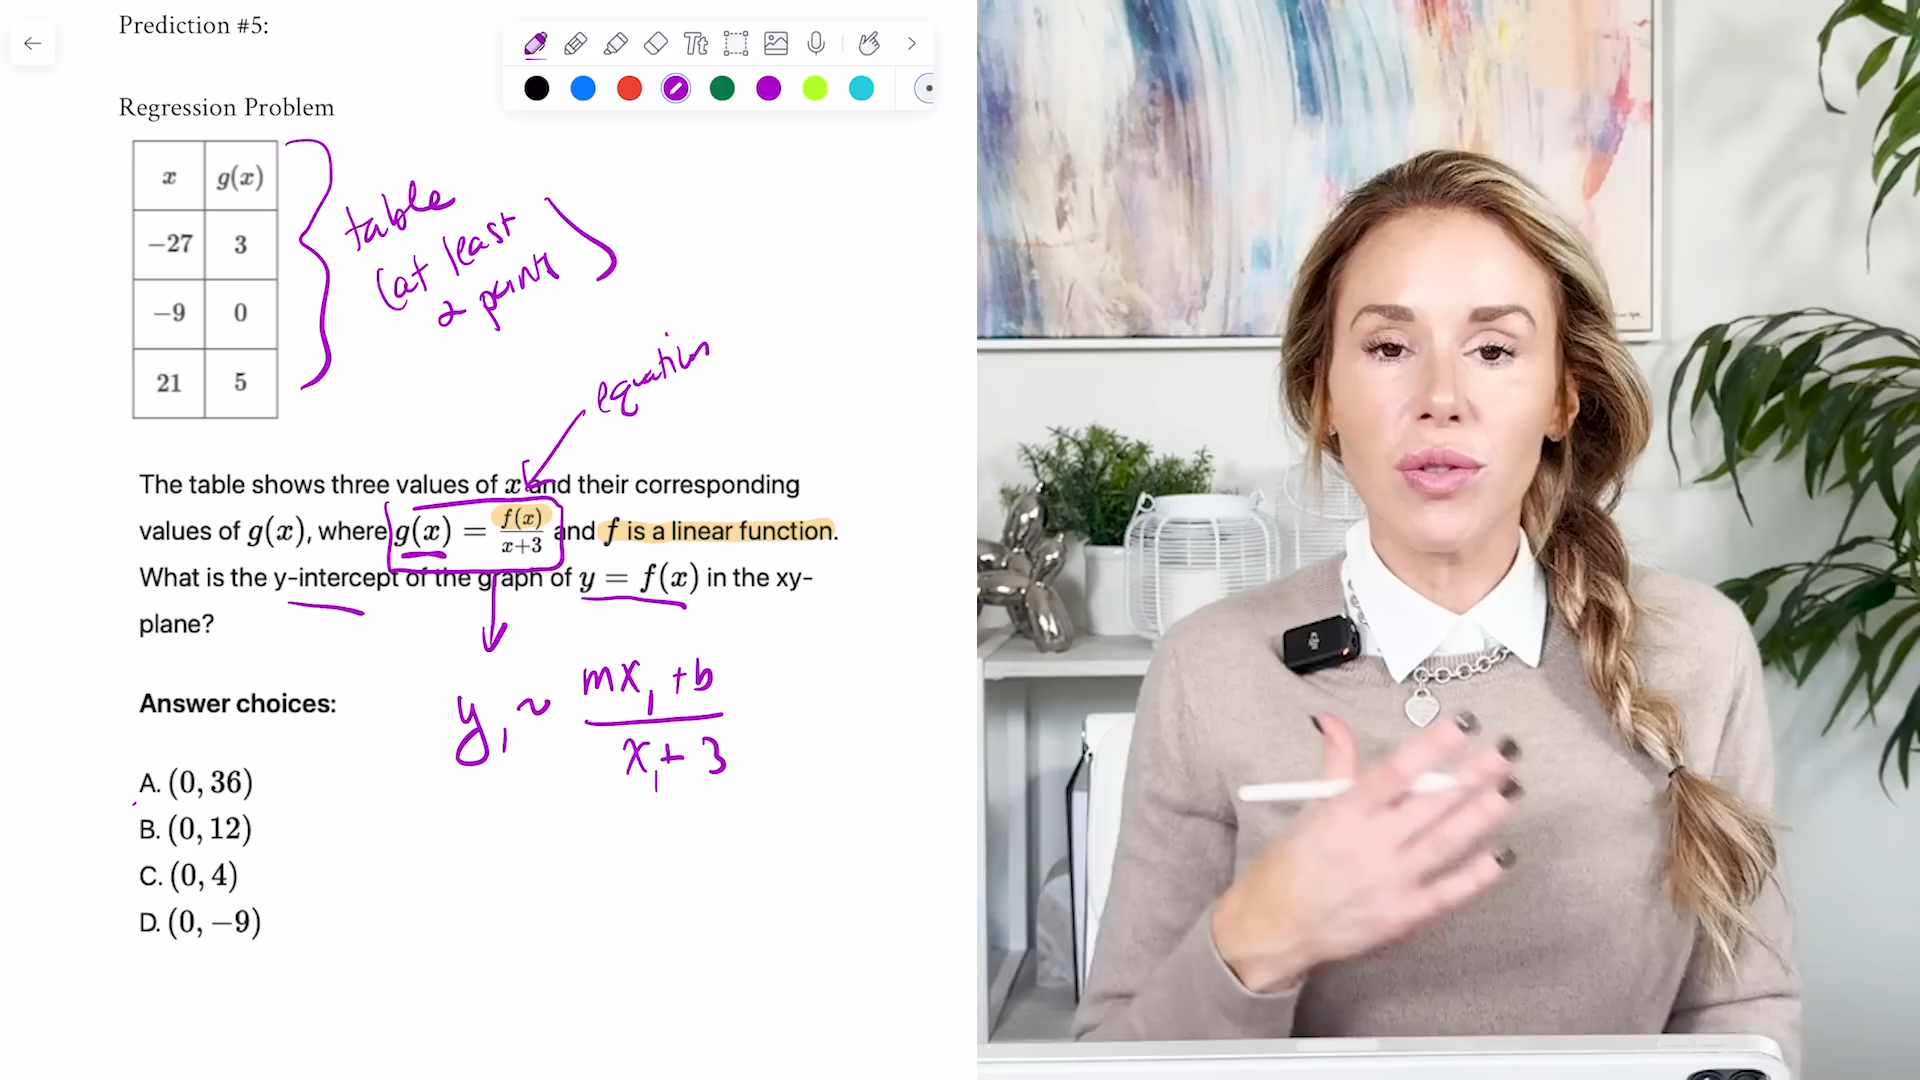 Prediction #5:
Regression Problem
x g(x)
−27 3
−9 0
21 5
table
(at least
2 points)
equation
The table shows three values of x and their corresponding
values of g(x), where g(x) = f(x)/x+3 and f is a linear function.
What is the y-intercept of the graph of y = f(x) in the xy-
plane?
y₁ ~ mx₁ + b / x₁ + 3
Answer choices:
A. (0, 36)
B. (0, 12)
C. (0, 4)
D. (0, −9)
Tt